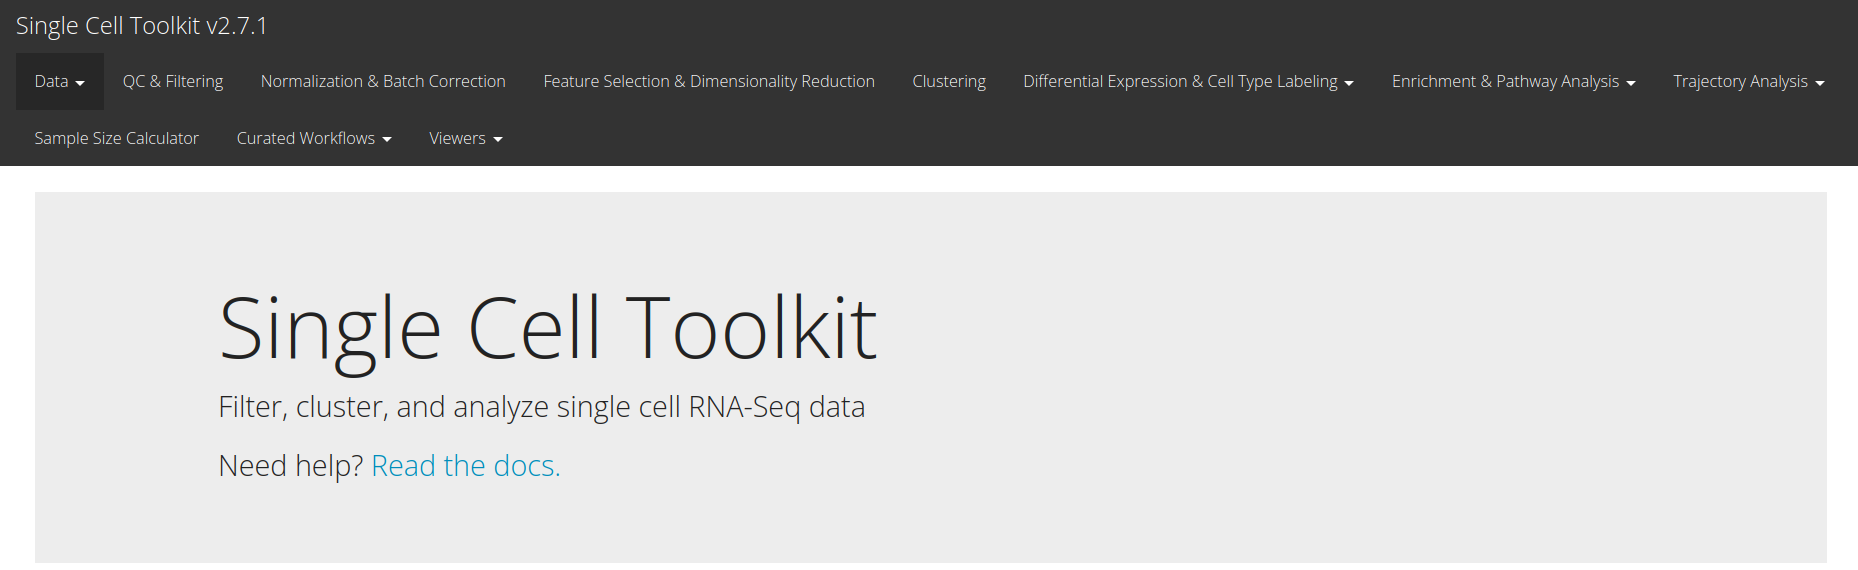 Single Cell Toolkit v2.7.1
Data QC & Filtering Normalization & Batch Correction Feature Selection & Dimensionality Reduction Clustering Differential Expression & Cell Type Labeling Enrichment & Pathway Analysis Trajectory Analysis
Sample Size Calculator Curated Workflows Viewers
Single Cell Toolkit
Filter, cluster, and analyze single cell RNA-Seq data
Need help? Read the docs.